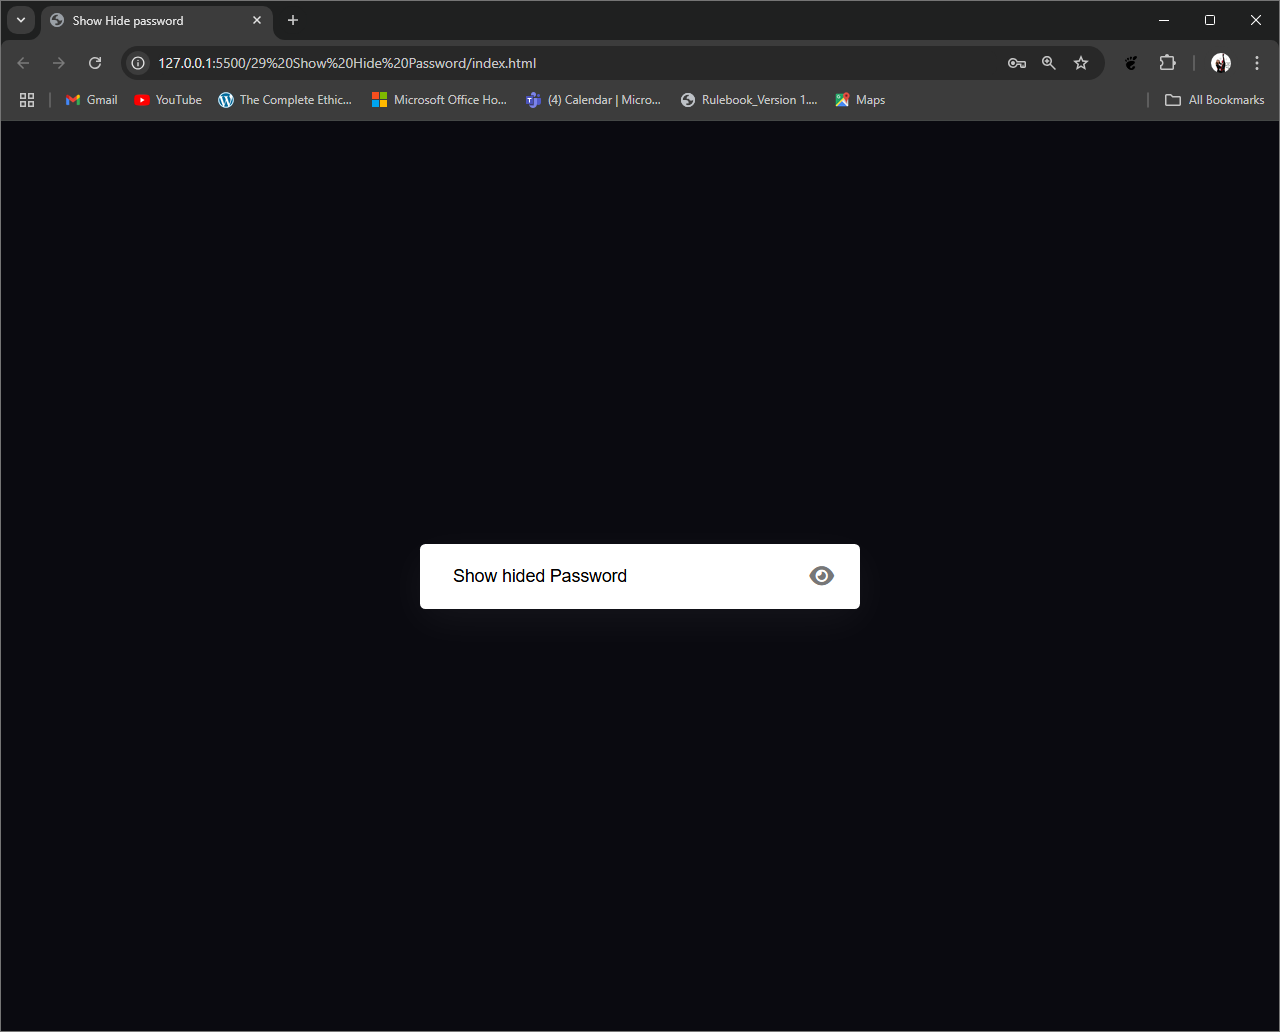 Show Hide password
127.0.0.1:5500/29%20Show%20Hide%20Password/index.html
Gmail YouTube The Complete Ethic... Microsoft Office Ho... (4) Calendar | Micro... Rulebook_Version 1.... Maps All Bookmarks
Show hided Password